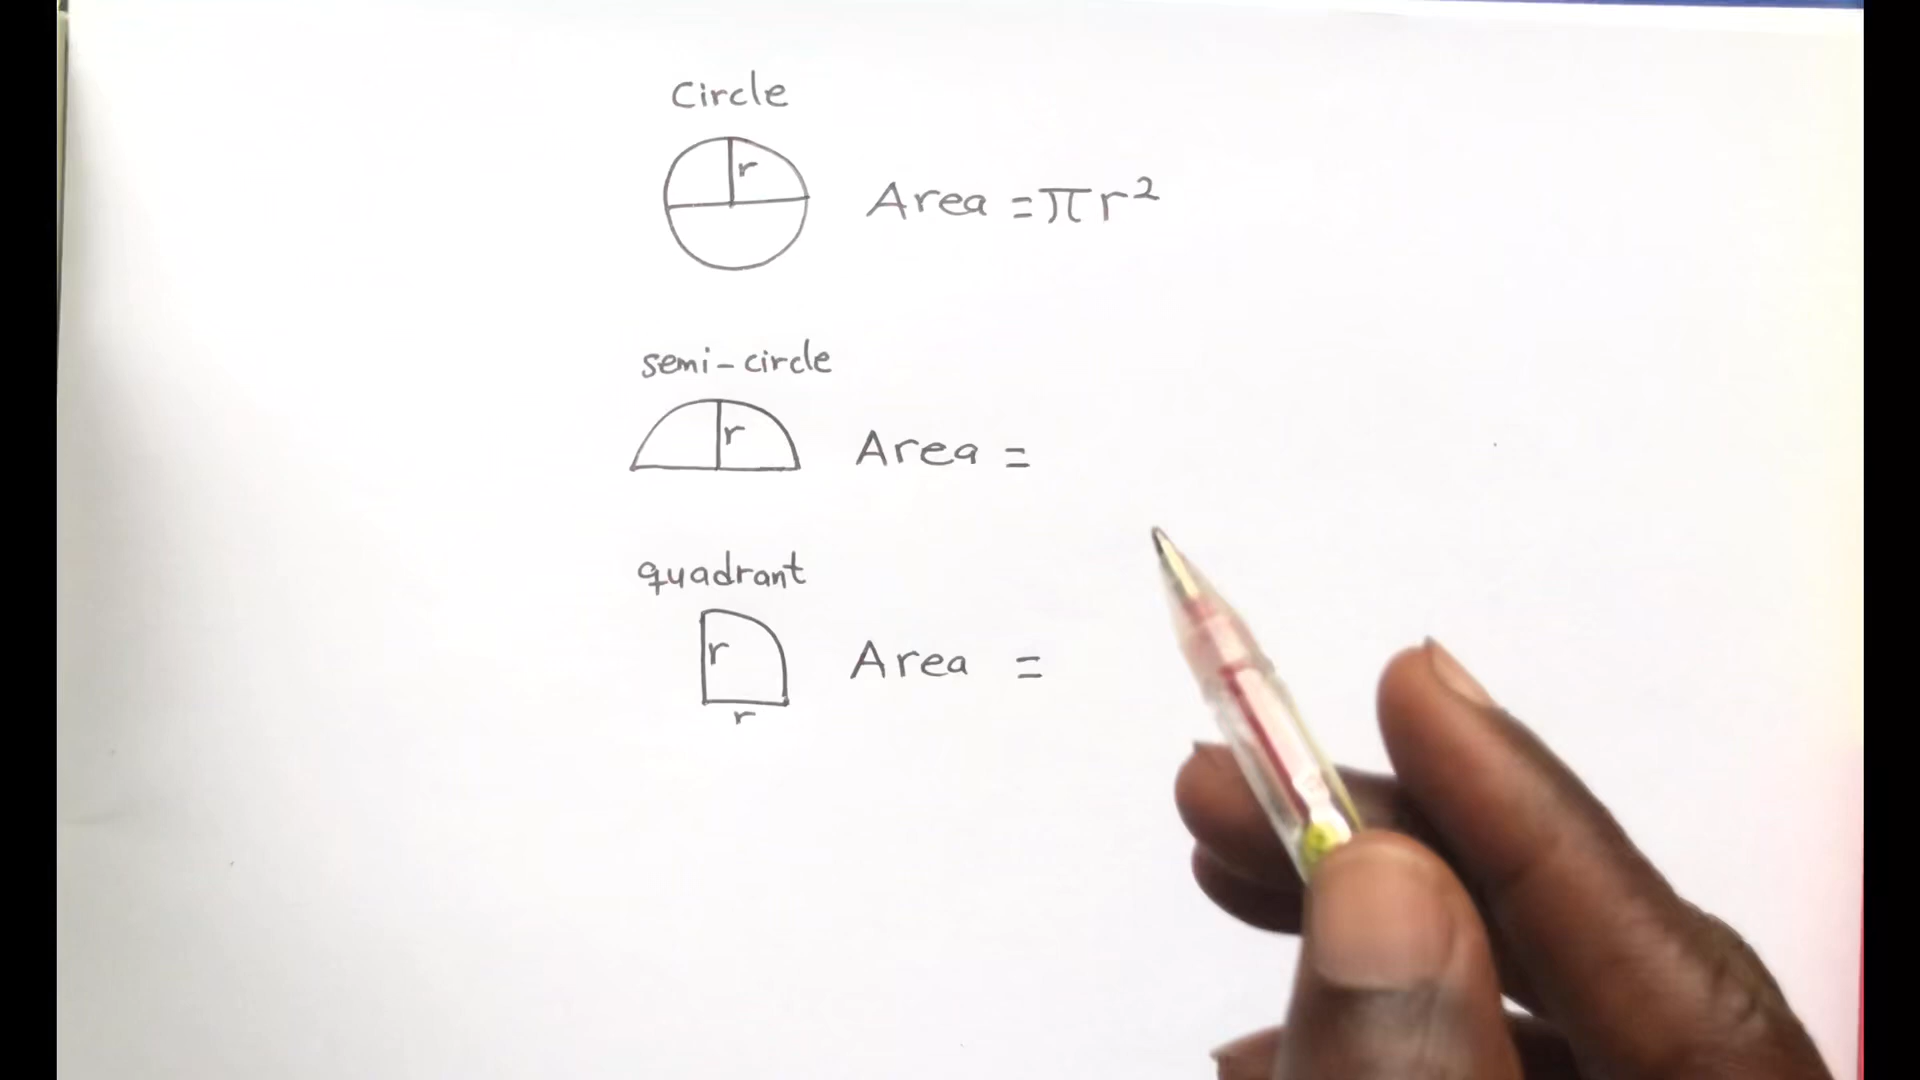 Circle
r
Area = πr²
semi-circle
r
Area =
quadrant
r
Area =
r